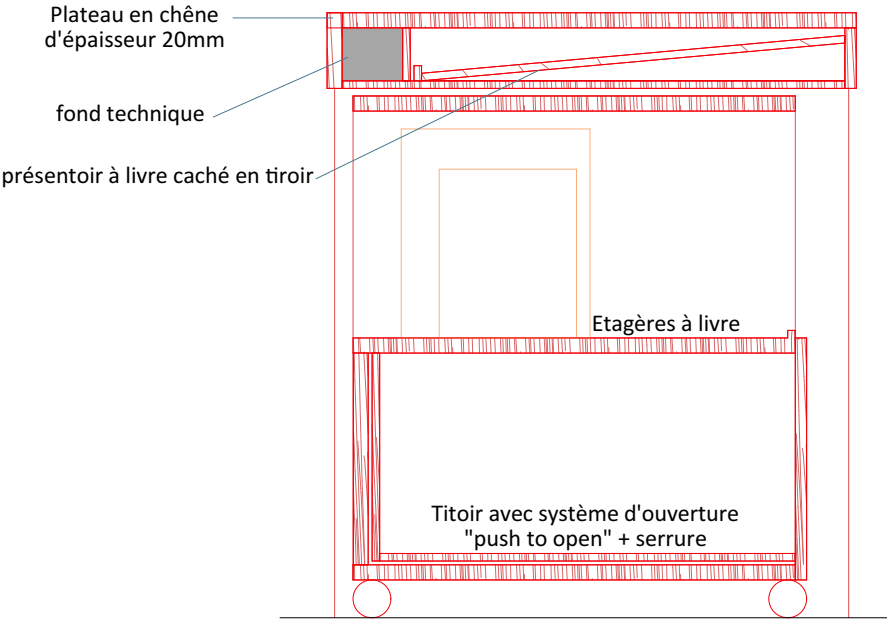 Plateau en chêne
d'épaisseur 20mm
fond technique
présentoir à livre caché en tiroir
Etagères à livre
Titoir avec système d'ouverture
"push to open" + serrure